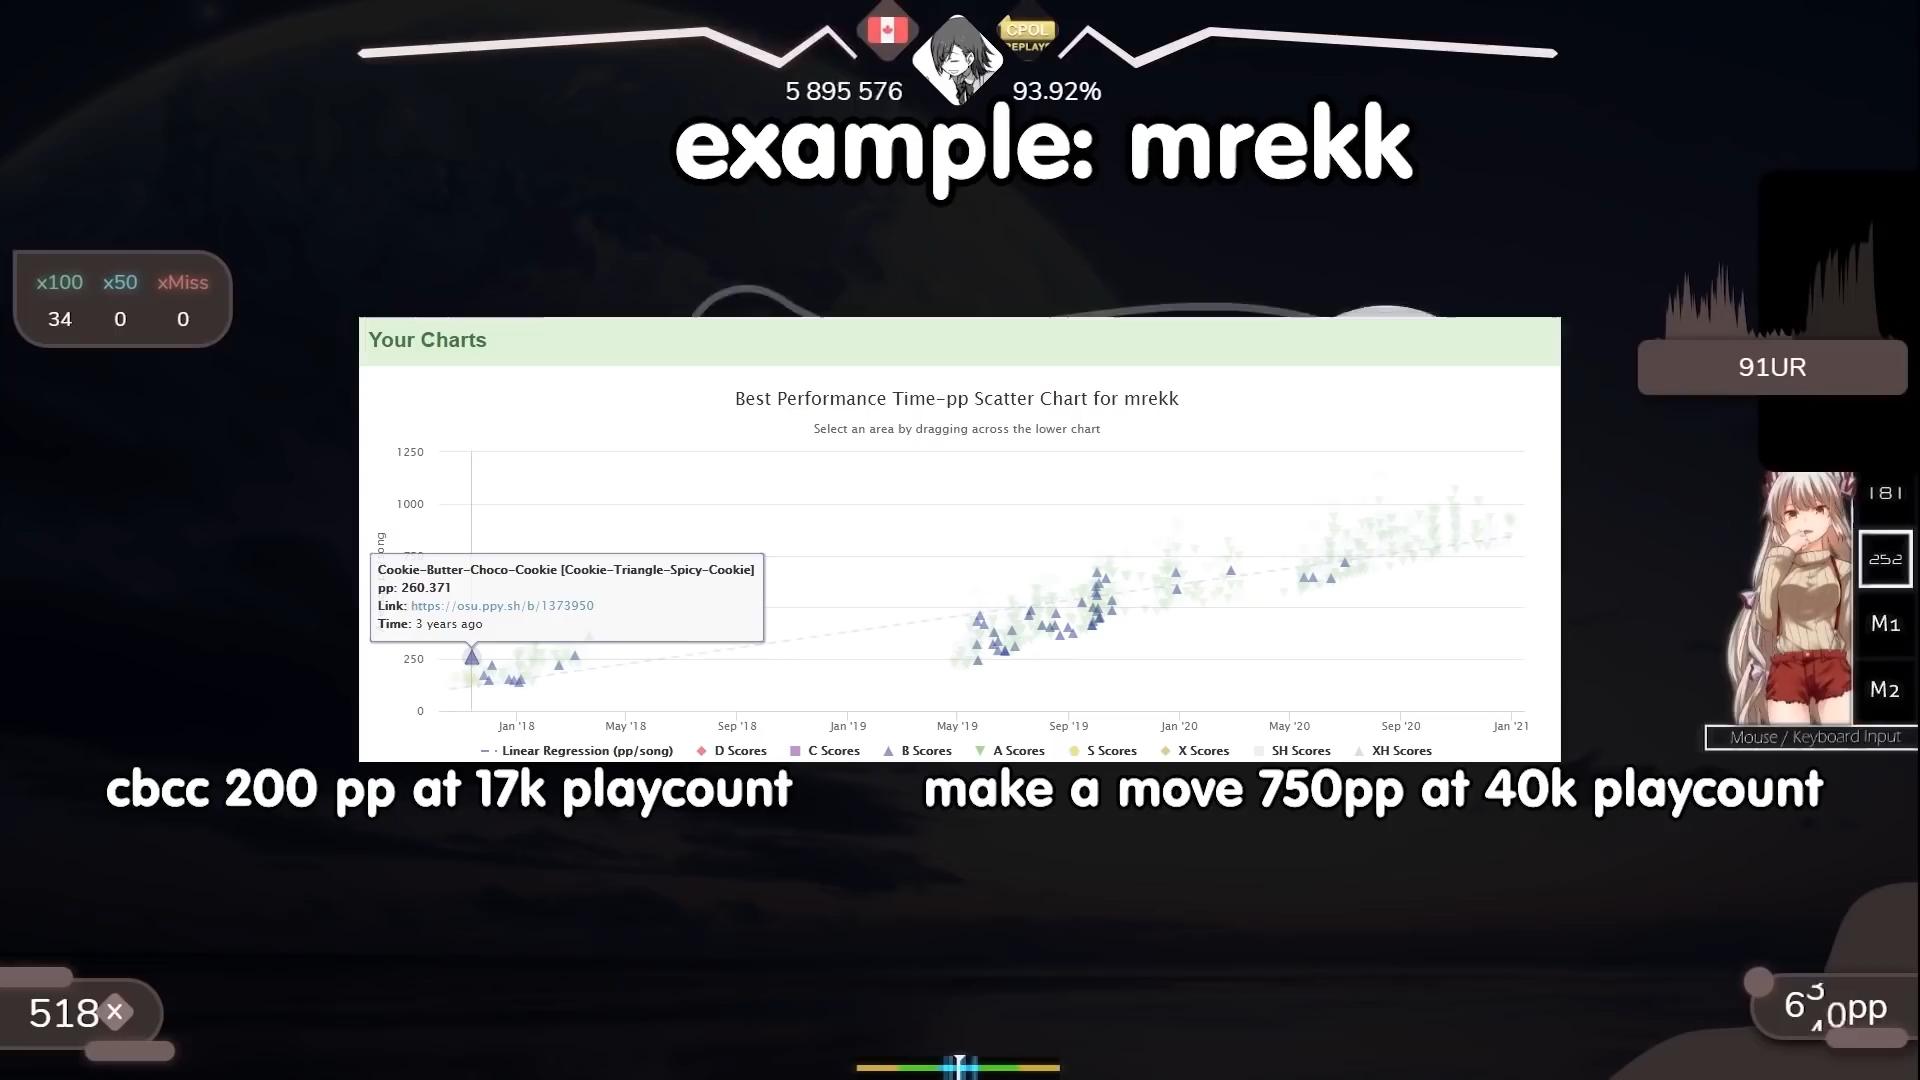 CPOL
REPLAYS
5 895 576
93.92%
example: mrekk
x100 x50 xMiss
34 0 0
91UR
Your Charts
Best Performance Time-pp Scatter Chart for mrekk
Select an area by dragging across the lower chart
1250
1000
750
250
0
Cookie-Butter-Choco-Cookie [Cookie-Triangle-Spicy-Cookie]
pp: 260.371
Link: https://osu.ppy.sh/b/1373950
Time: 3 years ago
Jan '18 May '18 Sep '18 Jan '19 May '19 Sep '19 Jan '20 May '20 Sep '20 Jan '21
Linear Regression (pp/song) D Scores C Scores B Scores A Scores S Scores X Scores SH Scores XH Scores
181
252
M1
M2
Mouse / Keyboard Input
cbcc 200 pp at 17k playcount
make a move 750pp at 40k playcount
518x
pp